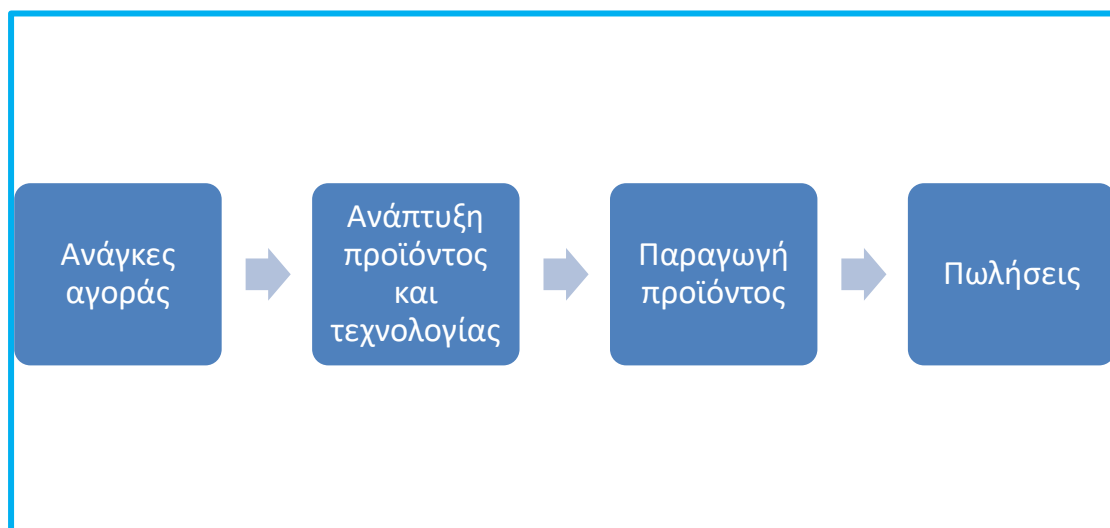 Ανάγκες
αγοράς
Ανάπτυξη
προϊόντος
και
τεχνολογίας
Παραγωγή
προϊόντος
Πωλήσεις